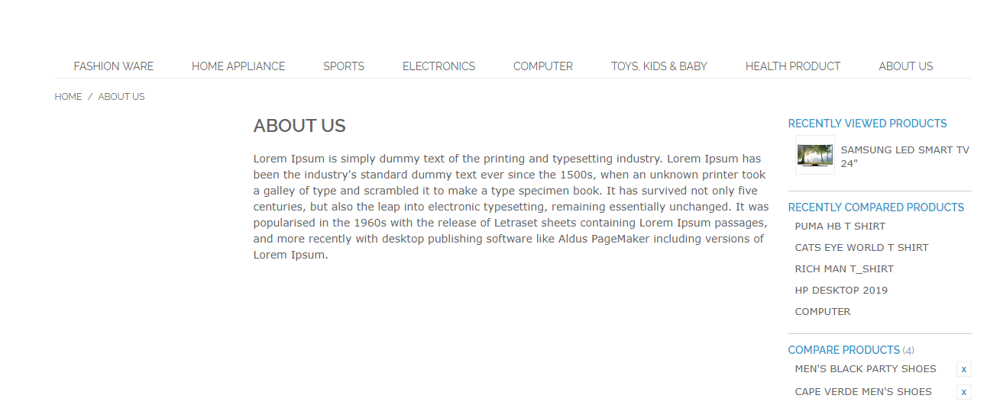 FASHION WARE HOME APPLIANCE SPORTS ELECTRONICS COMPUTER TOYS, KIDS & BABY HEALTH PRODUCT ABOUT US
HOME / ABOUT US
ABOUT US
Lorem Ipsum is simply dummy text of the printing and typesetting industry. Lorem Ipsum has
been the industry's standard dummy text ever since the 1500s, when an unknown printer took
a galley of type and scrambled it to make a type specimen book. It has survived not only five
centuries, but also the leap into electronic typesetting, remaining essentially unchanged. It was
popularised in the 1960s with the release of Letraset sheets containing Lorem Ipsum passages,
and more recently with desktop publishing software like Aldus PageMaker including versions of
Lorem Ipsum.
RECENTLY VIEWED PRODUCTS
SAMSUNG LED SMART TV
24"
RECENTLY COMPARED PRODUCTS
PUMA HB T SHIRT
CATS EYE WORLD T SHIRT
RICH MAN T_SHIRT
HP DESKTOP 2019
COMPUTER
COMPARE PRODUCTS (4)
MEN'S BLACK PARTY SHOES x
CAPE VERDE MEN'S SHOES x